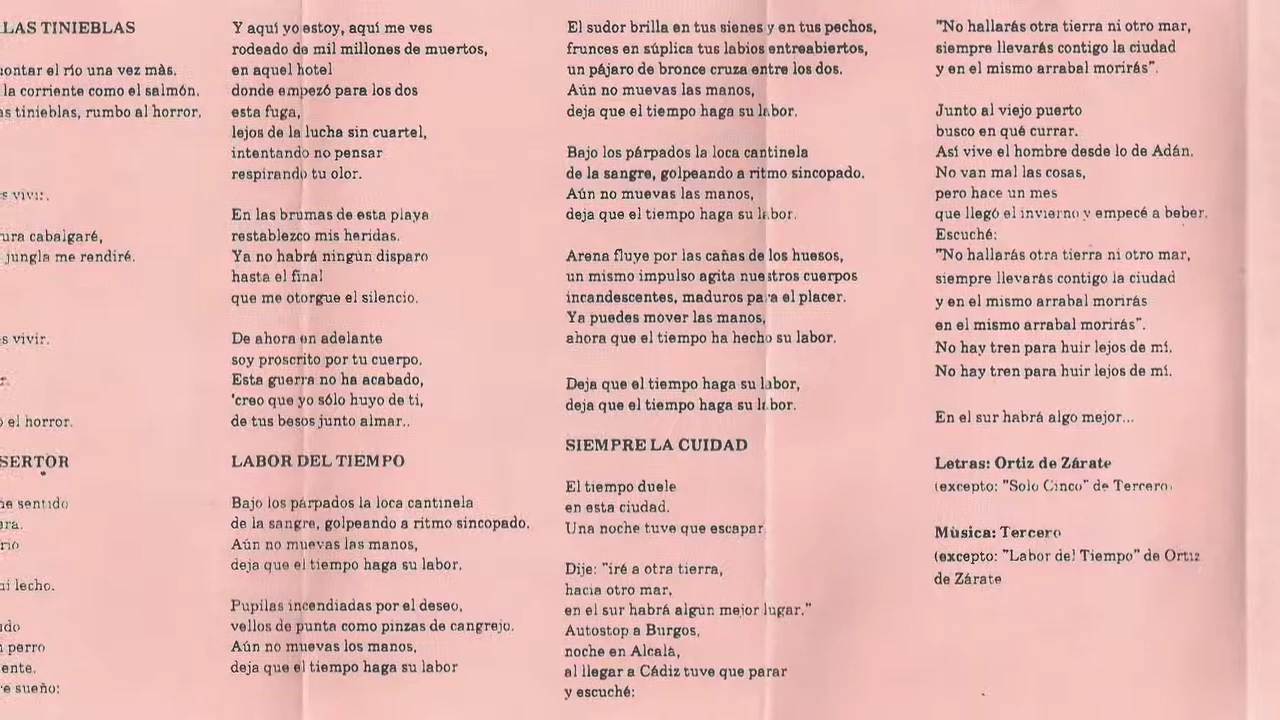 LAS TINIEBLAS
ontar el río una vez màs.
la corriente como el salmón.
s tinieblas, rumbo al horror.
s vivir.
ura cabalgaré,
jungla me rendiré.
s vivir.
r.
el horror.
SERTOR
e sentido
ara.
río
i lecho.
do
perro
ente.
e sueño:
Y aquí yo estoy, aquí me ves
rodeado de mil millones de muertos,
en aquel hotel
donde empezó para los dos
esta fuga,
lejos de la lucha sin cuartel,
intentando no pensar
respirando tu olor.
En las brumas de esta playa
restablezco mis heridas.
Ya no habrá ningún disparo
hasta el final
que me otorgue el silencio.
De ahora en adelante
soy proscrito por tu cuerpo.
Esta guerra no ha acabado,
'creo que yo sólo huyo de ti,
de tus besos junto almar..
LABOR DEL TIEMPO
Bajo los párpados la loca cantinela
de la sangre, golpeando a ritmo sincopado.
Aún no muevas las manos,
deja que el tiempo haga su labor.
Pupilas incendiadas por el deseo,
vellos de punta como pinzas de cangrejo.
Aún no muevas los manos,
deja que el tiempo haga su labor
El sudor brilla en tus sienes y en tus pechos,
frunces en súplica tus labios entreabiertos,
un pájaro de bronce cruza entre los dos.
Aún no muevas las manos,
deja que el tiempo haga su labor.
Bajo los párpados la loca cantinela
de la sangre, golpeando a ritmo sincopado.
Aún no muevas las manos,
deja que el tiempo haga su labor.
Arena fluye por las cañas de los huesos,
un mismo impulso agita nuestros cuerpos
incandescentes, maduros para el placer.
Ya puedes mover las manos,
ahora que el tiempo ha hecho su labor.
Deja que el tiempo haga su labor,
deja que el tiempo haga su labor.
SIEMPRE LA CUIDAD
El tiempo duele
en esta ciudad.
Una noche tuve que escapar
Dije: "iré a otra tierra,
hacia otro mar,
en el sur habrá algún mejor lugar."
Autostop a Burgos,
noche en Alcalà,
al llegar a Cádiz tuve que parar
y escuché:
"No hallarás otra tierra ni otro mar,
siempre llevarás contigo la ciudad
y en el mismo arrabal morirás".
Junto al viejo puerto
busco en qué currar.
Así vive el hombre desde lo de Adán.
No van mal las cosas,
pero hace un mes
que llegó el invierno y empecé a beber.
Escuché:
"No hallarás otra tierra ni otro mar,
siempre llevarás contigo la ciudad
y en el mismo arrabal morirás
en el mismo arrabal morirás".
No hay tren para huir lejos de mí.
No hay tren para huir lejos de mí.
En el sur habrá algo mejor...
Letras: Ortiz de Zárate
(excepto: "Solo Cinco" de Tercero.
Mùsica: Tercero
(excepto: "Labor del Tiempo" de Ortiz
de Zárate